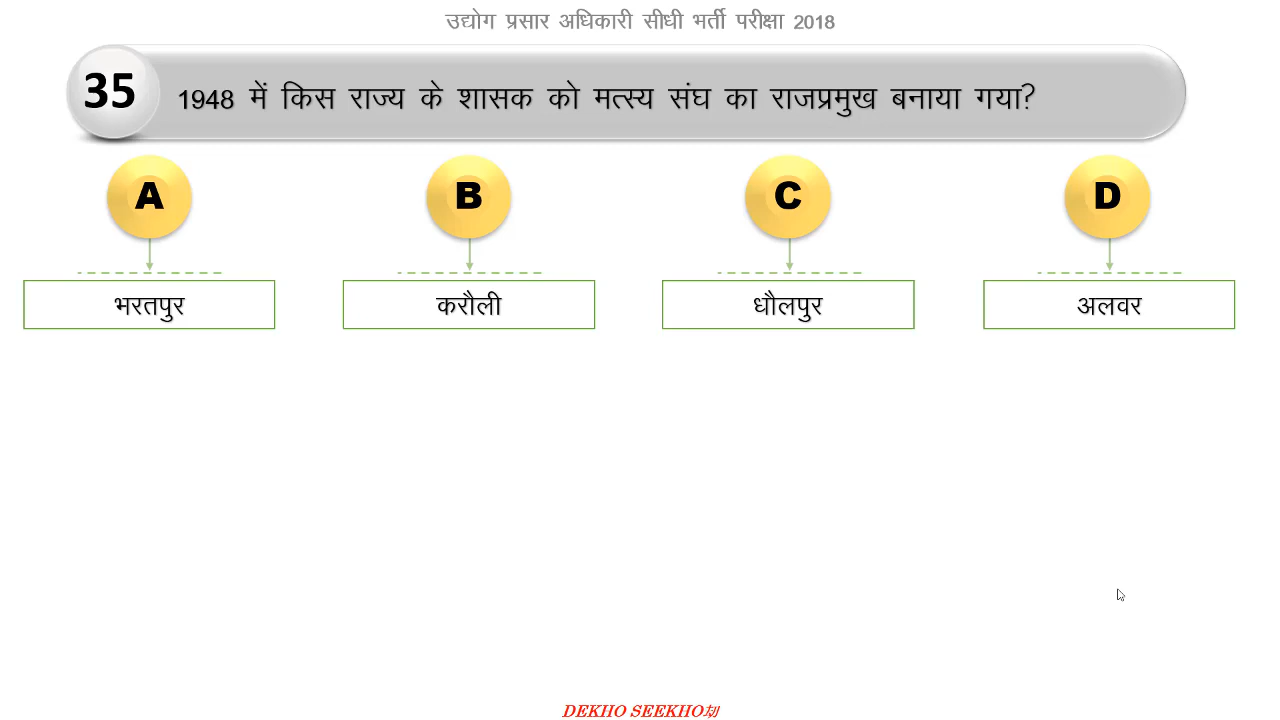 उद्योग प्रसार अधिकारी सीधी भर्ती परीक्षा 2018
35 1948 में किस राज्य के शासक को मत्स्य संघ का राजप्रमुख बनाया गया?
A B C D
भरतपुर करौली धौलपुर अलवर
DEKHO SEEKHO